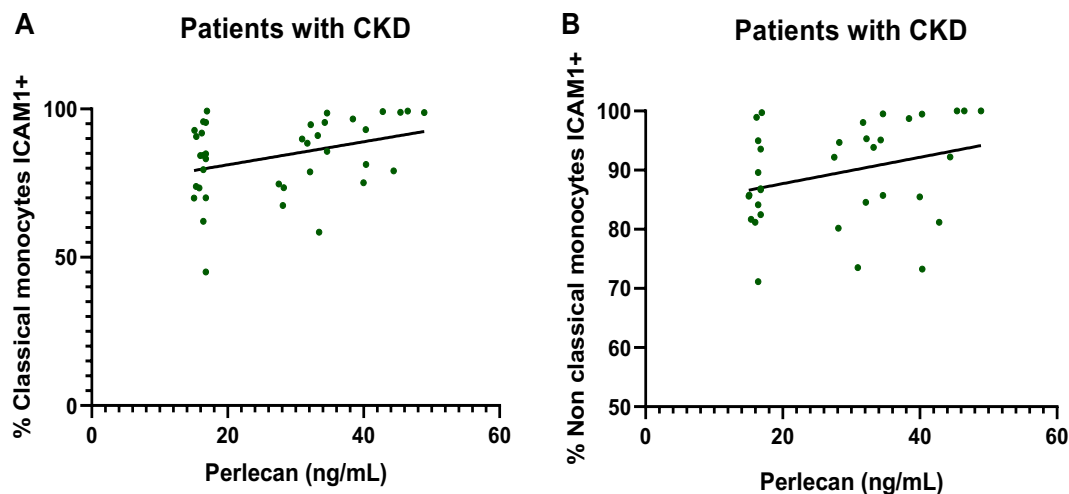 A
Patients with CKD
% Classical monocytes ICAM1+
100
50
0
0
20
40
60
Perlecan (ng/mL)
B
Patients with CKD
% Non classical monocytes ICAM1+
100
90
80
70
60
50
0
20
40
60
Perlecan (ng/mL)